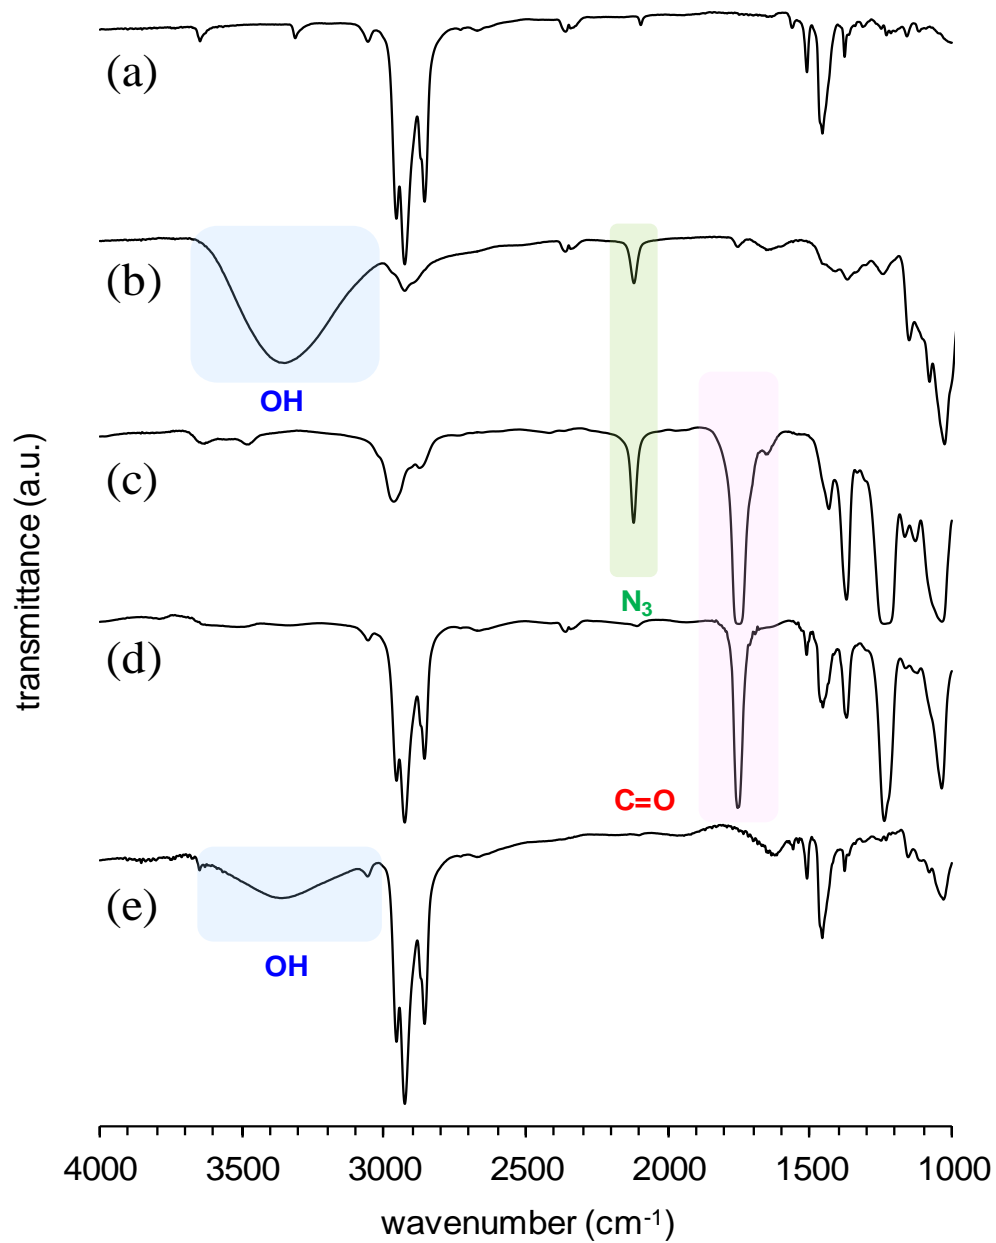 (a)
(b)
OH
(c)
N₃
(d)
C=O
(e)
OH
transmittance (a.u.)
4000 3500 3000 2500 2000 1500 1000
wavenumber (cm⁻¹)